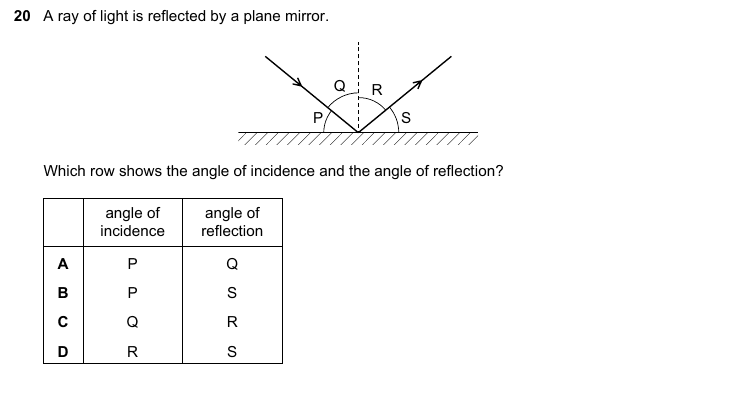 20 A ray of light is reflected by a plane mirror.
Q R
P S
Which row shows the angle of incidence and the angle of reflection?
angle of incidence angle of reflection
A P Q
B P S
C Q R
D R S